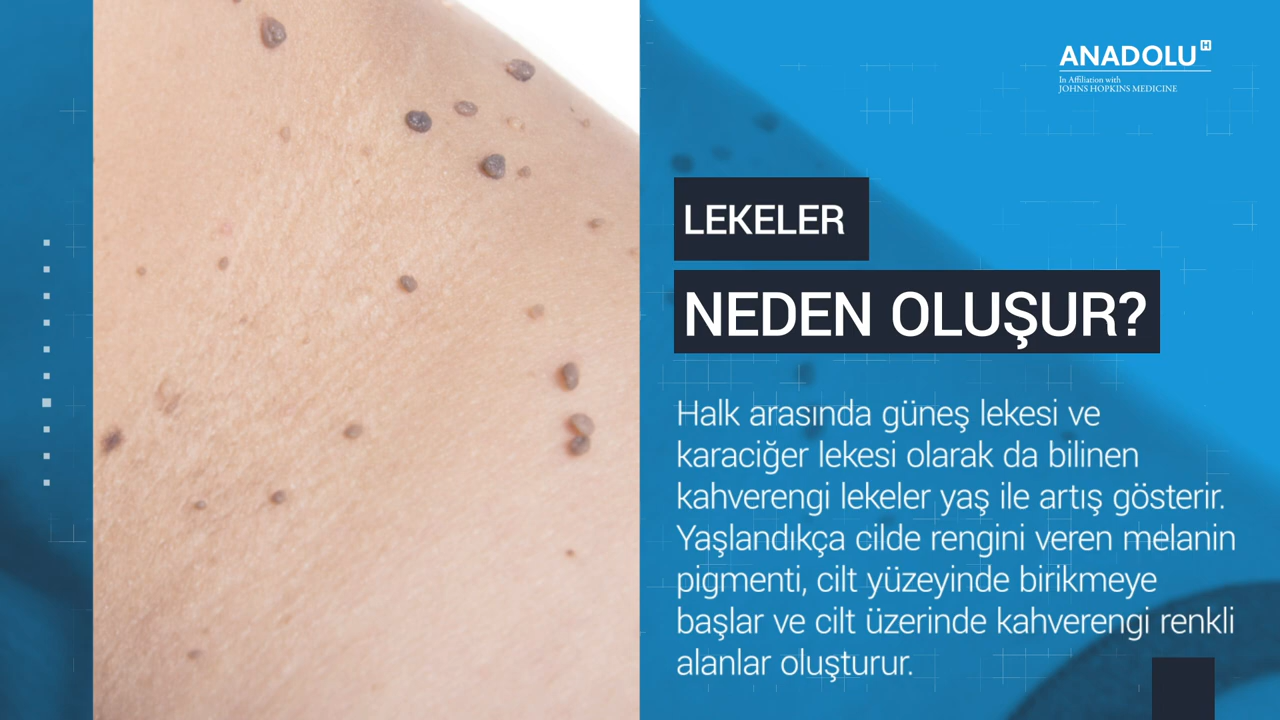 ANADOLU H
In Affiliation with
JOHNS HOPKINS MEDICINE
LEKELER
NEDEN OLUŞUR?
Halk arasında güneş lekesi ve
karaciğer lekesi olarak da bilinen
kahverengi lekeler yaş ile artış gösterir.
Yaşlandıkça cilde rengini veren melanin
pigmenti, cilt yüzeyinde birikmeye
başlar ve cilt üzerinde kahverengi renkli
alanlar oluşturur.